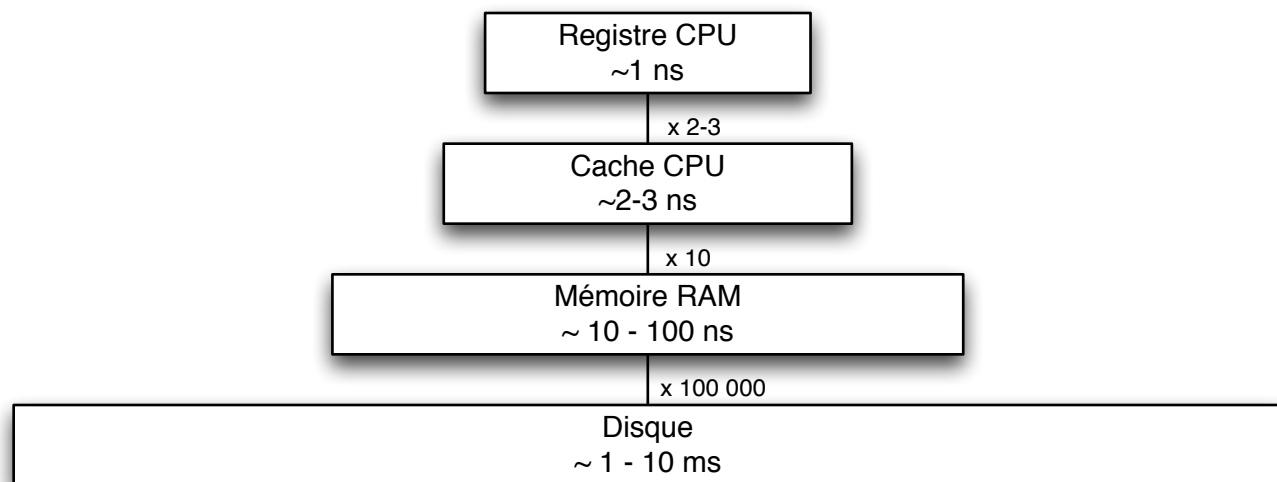 Registre CPU
~1 ns
x 2-3
Cache CPU
~2-3 ns
x 10
Mémoire RAM
~ 10 - 100 ns
x 100 000
Disque
~ 1 - 10 ms